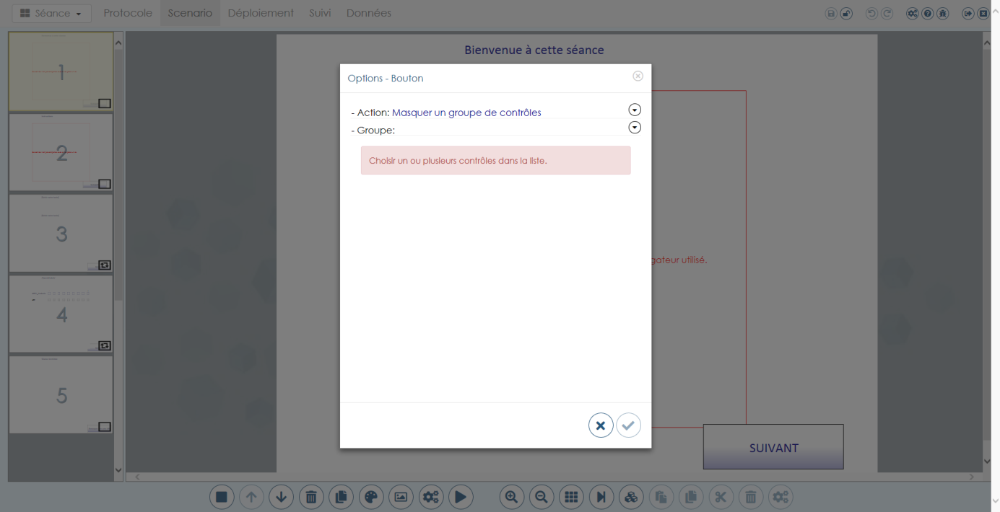 Séance
Protocole
Scenario
Déploiement
Suivi
Données
1
2
3
4
5
Bienvenue à cette séance
Options - Bouton
- Action: Masquer un groupe de contrôles
- Groupe:
Choisir un ou plusieurs contrôles dans la liste.
gateur utilisé.
SUIVANT